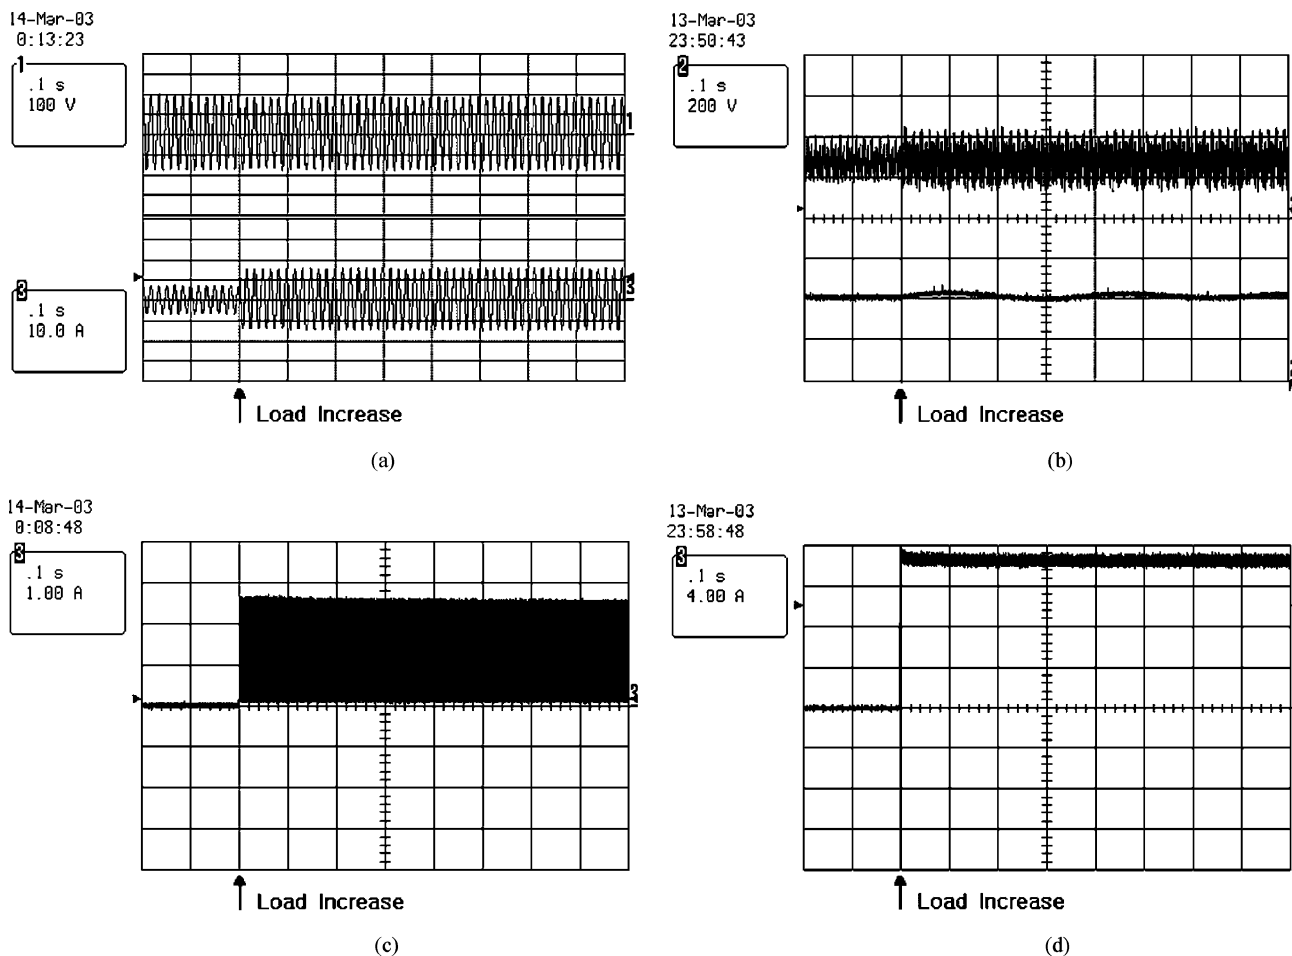 14-Mar-03
0:13:23
1
.1 s
100 V
1
3
.1 s
10.0 A
3
Load Increase
(a)
13-Mar-03
23:50:43
2
.1 s
200 V
Load Increase
(b)
14-Mar-03
0:08:48
3
.1 s
1.00 A
3
Load Increase
(c)
13-Mar-03
23:58:48
3
.1 s
4.00 A
Load Increase
(d)